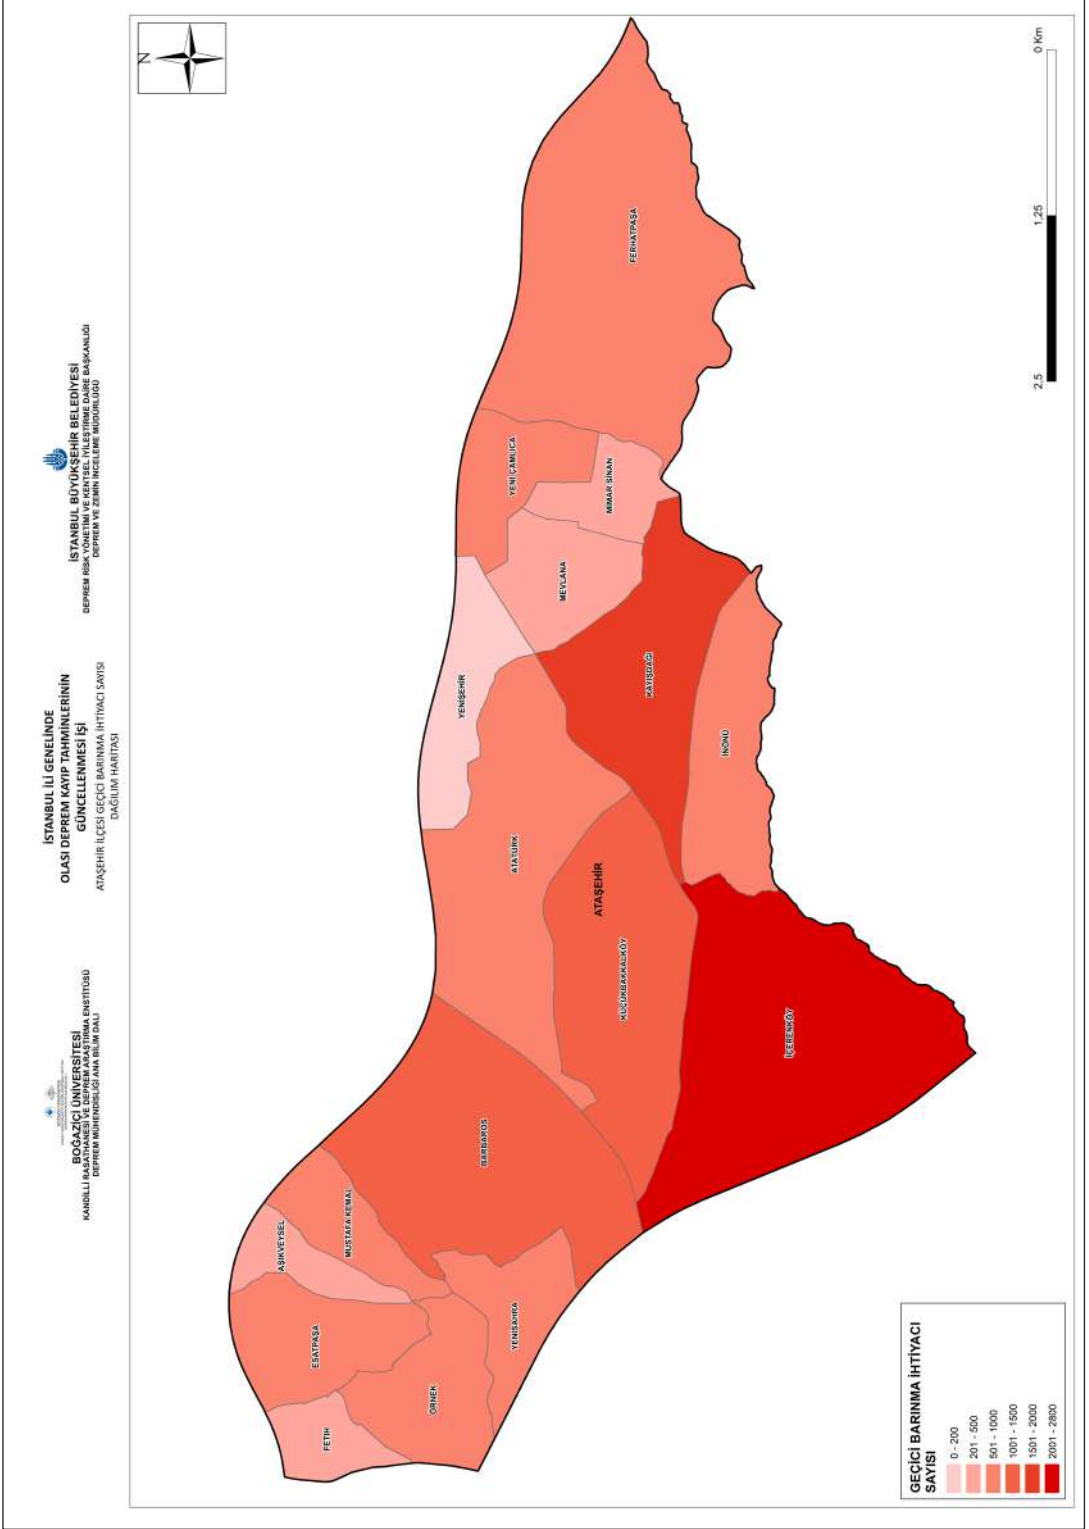 BOĞAZİÇİ ÜNİVERSİTESİ
KANDİLLİ RASATHANESİ VE DEPREM ARAŞTIRMA ENSTİTÜSÜ
DEPREM MÜHENDİSLİĞİ ANA BİLİM DALI
İSTANBUL İLİ GENELİNDE
OLASI DEPREM KAYIP TAHMİNLERİNİN
GÜNCELLENMESİ İŞİ
ATAŞEHİR İLÇESİ GEÇİCİ BARINMA İHTİYACI SAYISI
DAĞILIM HARİTASI
İSTANBUL BÜYÜKŞEHİR BELEDİYESİ
DEPREM RİSK YÖNETİMİ VE KENTSEL İYİLEŞTİRME DAİRE BAŞKANLIĞI
DEPREM VE ZEMİN İNCELEME MÜDÜRLÜĞÜ
N
FETİH
ESATPAŞA
AŞIKVEYSEL
MUSTAFA KEMAL
ÖRNEK
YENİSAHRA
BARBAROS
ATATÜRK
YENİŞEHİR
YENİ ÇAMLICA
MEVLANA
MİMAR SİNAN
FERHATPAŞA
ATAŞEHİR
KÜÇÜKBAKKALKÖY
KAYIŞDAĞI
İNÖNÜ
İÇERENKÖY
GEÇİCİ BARINMA İHTİYACI
SAYISI
0 - 200
201 - 500
501 - 1000
1001 - 1500
1501 - 2000
2001 - 2800
2,5 1,25 0 Km